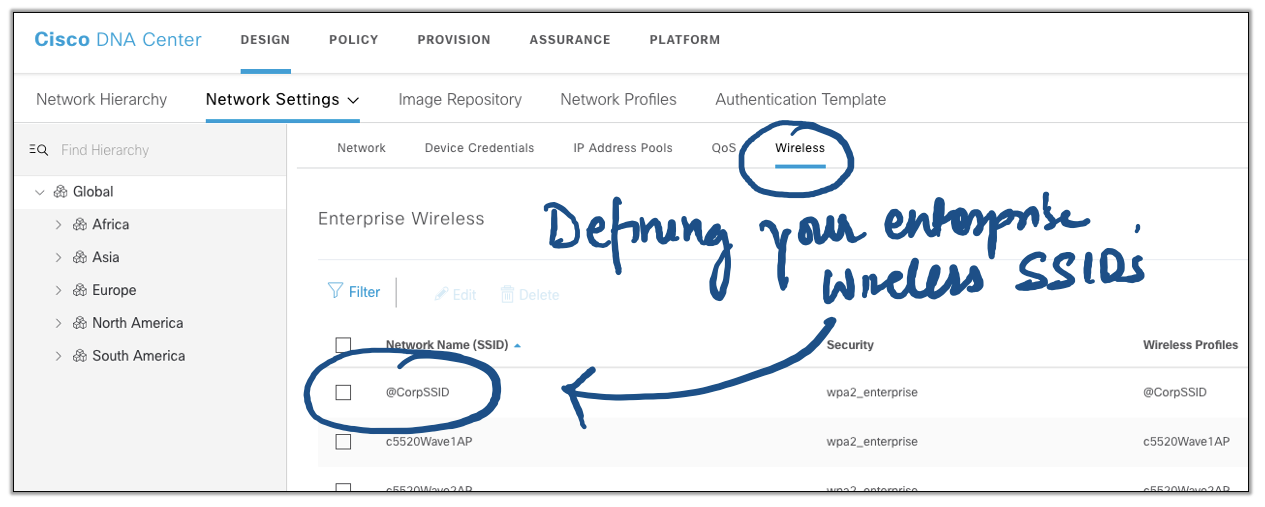 Cisco DNA Center DESIGN POLICY PROVISION ASSURANCE PLATFORM
Network Hierarchy Network Settings Image Repository Network Profiles Authentication Template
Find Hierarchy
Network Device Credentials IP Address Pools QoS Wireless
Global
Africa
Asia
Europe
North America
South America
Enterprise Wireless
Defining your enterprise
wireless SSID's
Filter Edit Delete
Network Name (SSID) Security Wireless Profiles
@CorpSSID wpa2_enterprise @CorpSSID
c5520Wave1AP wpa2_enterprise c5520Wave1AP
c5520Wave2AP wpa2_enterprise c5520Wave2AP